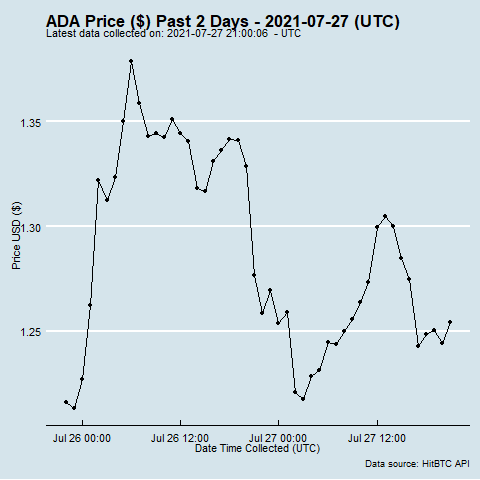 ADA Price ($) Past 2 Days - 2021-07-27 (UTC)
Latest data collected on: 2021-07-27 21:00:06 - UTC
1.35
1.30
1.25
Price USD ($)
Jul 26 00:00 Jul 26 12:00 Jul 27 00:00 Jul 27 12:00
Date Time Collected (UTC)
Data source: HitBTC API